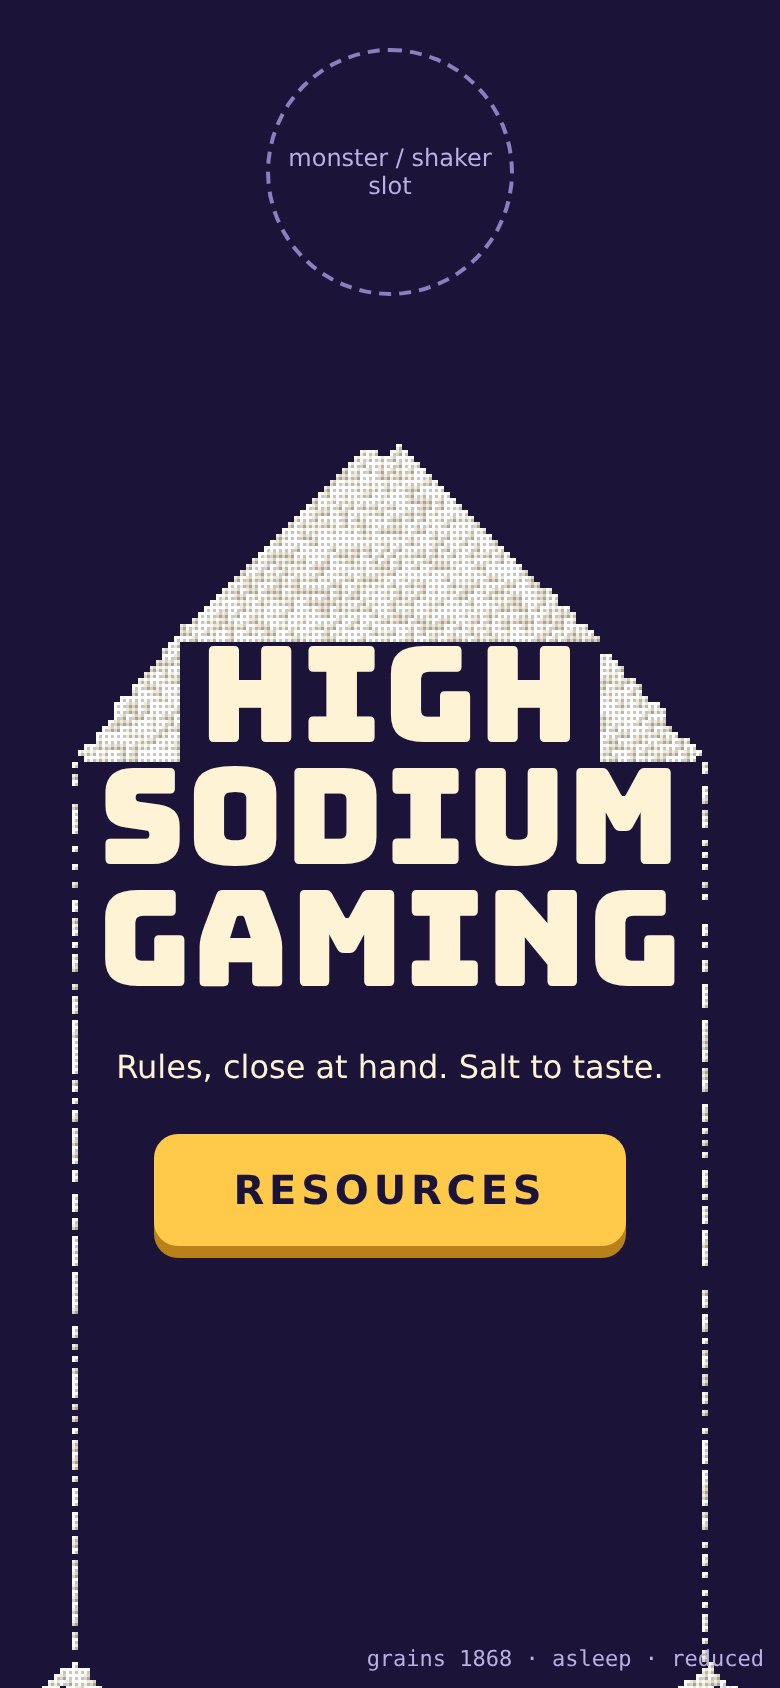 monster / shaker
slot
HIGH
SODIUM
GAMING
Rules, close at hand. Salt to taste.
RESOURCES
grains 1868 · asleep · reduced